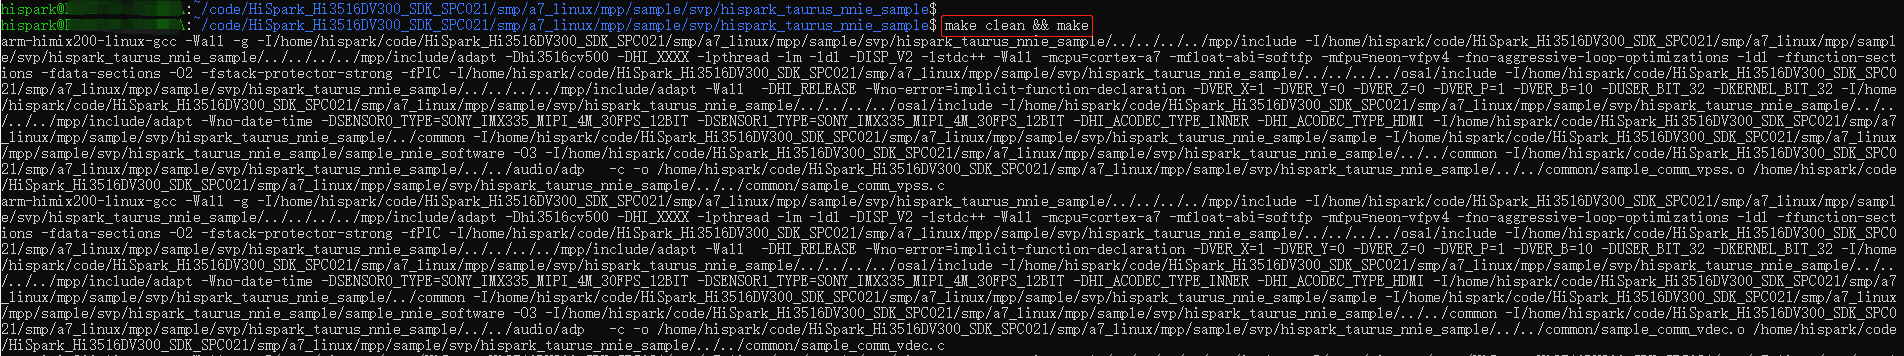 hispark@ :~/code/HiSpark_Hi3516DV300_SDK_SPC021/smp/a7_linux/mpp/sample/svp/hispark_taurus_nnie_sample$
hispark@ :~/code/HiSpark_Hi3516DV300_SDK_SPC021/smp/a7_linux/mpp/sample/svp/hispark_taurus_nnie_sample$ make clean && make
arm-himix200-linux-gcc -Wall -g -I/home/hispark/code/HiSpark_Hi3516DV300_SDK_SPC021/smp/a7_linux/mpp/sample/svp/hispark_taurus_nnie_sample/../../../../mpp/include -I/home/hispark/code/HiSpark_Hi3516DV300_SDK_SPC021/smp/a7_linux/mpp/sampl
e/svp/hispark_taurus_nnie_sample/../../../../mpp/include/adapt -Dhi3516cv500 -DHI_XXXX -lpthread -lm -ldl -DISP_V2 -lstdc++ -Wall -mcpu=cortex-a7 -mfloat-abi=softfp -mfpu=neon-vfpv4 -fno-aggressive-loop-optimizations -ldl -ffunction-sect
ions -fdata-sections -O2 -fstack-protector-strong -fPIC -I/home/hispark/code/HiSpark_Hi3516DV300_SDK_SPC021/smp/a7_linux/mpp/sample/svp/hispark_taurus_nnie_sample/../../../../osal/include -I/home/hispark/code/HiSpark_Hi3516DV300_SDK_SPC0
21/smp/a7_linux/mpp/sample/svp/hispark_taurus_nnie_sample/../../../../mpp/include/adapt -Wall  -DHI_RELEASE -Wno-error=implicit-function-declaration -DVER_X=1 -DVER_Y=0 -DVER_Z=0 -DVER_P=1 -DVER_B=10 -DUSER_BIT_32 -DKERNEL_BIT_32 -I/home
/hispark/code/HiSpark_Hi3516DV300_SDK_SPC021/smp/a7_linux/mpp/sample/svp/hispark_taurus_nnie_sample/../../../../osal/include -I/home/hispark/code/HiSpark_Hi3516DV300_SDK_SPC021/smp/a7_linux/mpp/sample/svp/hispark_taurus_nnie_sample/../..
/../../mpp/include/adapt -Wno-date-time -DSENSOR0_TYPE=SONY_IMX335_MIPI_4M_30FPS_12BIT -DSENSOR1_TYPE=SONY_IMX335_MIPI_4M_30FPS_12BIT -DHI_ACODEC_TYPE_INNER -DHI_ACODEC_TYPE_HDMI -I/home/hispark/code/HiSpark_Hi3516DV300_SDK_SPC021/smp/a7
_linux/mpp/sample/svp/hispark_taurus_nnie_sample/../../common -I/home/hispark/code/HiSpark_Hi3516DV300_SDK_SPC021/smp/a7_linux/mpp/sample/svp/hispark_taurus_nnie_sample/sample -I/home/hispark/code/HiSpark_Hi3516DV300_SDK_SPC021/smp/a7_linux/
mpp/sample/svp/hispark_taurus_nnie_sample/sample_nnie_software -O3 -I/home/hispark/code/HiSpark_Hi3516DV300_SDK_SPC021/smp/a7_linux/mpp/sample/svp/hispark_taurus_nnie_sample/../../common -I/home/hispark/code/HiSpark_Hi3516DV300_SDK_SPC0
21/smp/a7_linux/mpp/sample/svp/hispark_taurus_nnie_sample/../../audio/adp   -c -o /home/hispark/code/HiSpark_Hi3516DV300_SDK_SPC021/smp/a7_linux/mpp/sample/svp/hispark_taurus_nnie_sample/../../common/sample_comm_vpss.o /home/hispark/code
/HiSpark_Hi3516DV300_SDK_SPC021/smp/a7_linux/mpp/sample/svp/hispark_taurus_nnie_sample/../../common/sample_comm_vpss.c
arm-himix200-linux-gcc -Wall -g -I/home/hispark/code/HiSpark_Hi3516DV300_SDK_SPC021/smp/a7_linux/mpp/sample/svp/hispark_taurus_nnie_sample/../../../../mpp/include -I/home/hispark/code/HiSpark_Hi3516DV300_SDK_SPC021/smp/a7_linux/mpp/sampl
e/svp/hispark_taurus_nnie_sample/../../../../mpp/include/adapt -Dhi3516cv500 -DHI_XXXX -lpthread -lm -ldl -DISP_V2 -lstdc++ -Wall -mcpu=cortex-a7 -mfloat-abi=softfp -mfpu=neon-vfpv4 -fno-aggressive-loop-optimizations -ldl -ffunction-sect
ions -fdata-sections -O2 -fstack-protector-strong -fPIC -I/home/hispark/code/HiSpark_Hi3516DV300_SDK_SPC021/smp/a7_linux/mpp/sample/svp/hispark_taurus_nnie_sample/../../../../osal/include -I/home/hispark/code/HiSpark_Hi3516DV300_SDK_SPC0
21/smp/a7_linux/mpp/sample/svp/hispark_taurus_nnie_sample/../../../../mpp/include/adapt -Wall  -DHI_RELEASE -Wno-error=implicit-function-declaration -DVER_X=1 -DVER_Y=0 -DVER_Z=0 -DVER_P=1 -DVER_B=10 -DUSER_BIT_32 -DKERNEL_BIT_32 -I/home
/hispark/code/HiSpark_Hi3516DV300_SDK_SPC021/smp/a7_linux/mpp/sample/svp/hispark_taurus_nnie_sample/../../../../osal/include -I/home/hispark/code/HiSpark_Hi3516DV300_SDK_SPC021/smp/a7_linux/mpp/sample/svp/hispark_taurus_nnie_sample/../..
/../../mpp/include/adapt -Wno-date-time -DSENSOR0_TYPE=SONY_IMX335_MIPI_4M_30FPS_12BIT -DSENSOR1_TYPE=SONY_IMX335_MIPI_4M_30FPS_12BIT -DHI_ACODEC_TYPE_INNER -DHI_ACODEC_TYPE_HDMI -I/home/hispark/code/HiSpark_Hi3516DV300_SDK_SPC021/smp/a7
_linux/mpp/sample/svp/hispark_taurus_nnie_sample/../../common -I/home/hispark/code/HiSpark_Hi3516DV300_SDK_SPC021/smp/a7_linux/mpp/sample/svp/hispark_taurus_nnie_sample/sample -I/home/hispark/code/HiSpark_Hi3516DV300_SDK_SPC021/smp/a7_linux/
mpp/sample/svp/hispark_taurus_nnie_sample/sample_nnie_software -O3 -I/home/hispark/code/HiSpark_Hi3516DV300_SDK_SPC021/smp/a7_linux/mpp/sample/svp/hispark_taurus_nnie_sample/../../common -I/home/hispark/code/HiSpark_Hi3516DV300_SDK_SPC0
21/smp/a7_linux/mpp/sample/svp/hispark_taurus_nnie_sample/../../audio/adp   -c -o /home/hispark/code/HiSpark_Hi3516DV300_SDK_SPC021/smp/a7_linux/mpp/sample/svp/hispark_taurus_nnie_sample/../../common/sample_comm_vdec.o /home/hispark/code
/HiSpark_Hi3516DV300_SDK_SPC021/smp/a7_linux/mpp/sample/svp/hispark_taurus_nnie_sample/../../common/sample_comm_vdec.c